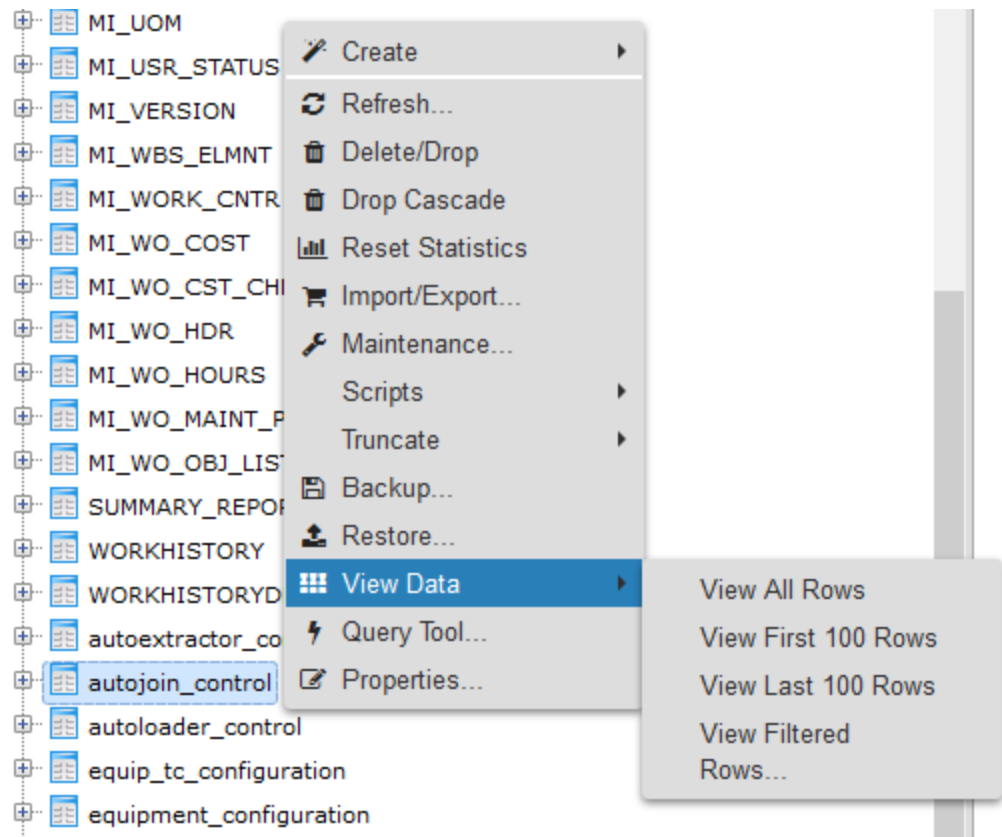 MI_UOM
MI_USR_STATUS
MI_VERSION
MI_WBS_ELMNT
MI_WORK_CNTR
MI_WO_COST
MI_WO_CST_CH
MI_WO_HDR
MI_WO_HOURS
MI_WO_MAINT_P
MI_WO_OBJ_LIST
SUMMARY_REPOR
WORKHISTORY
WORKHISTORYD
autoextractor_co
autojoin_control
autoloader_control
equip_tc_configuration
equipment_configuration
Create
Refresh...
Delete/Drop
Drop Cascade
Reset Statistics
Import/Export...
Maintenance...
Scripts
Truncate
Backup...
Restore...
View Data
Query Tool...
Properties...
View All Rows
View First 100 Rows
View Last 100 Rows
View Filtered
Rows...